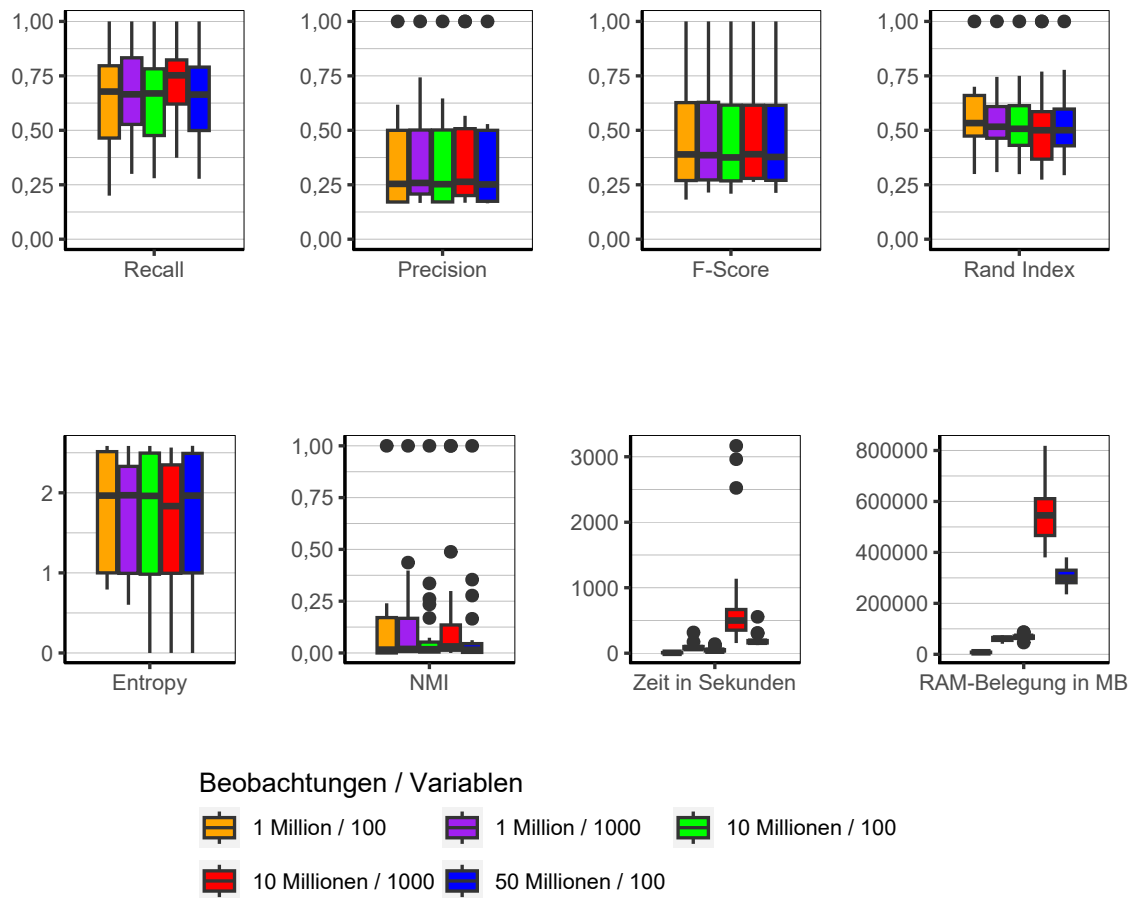 1,00 1,00 1,00 1,00
0,75 0,75 0,75 0,75
0,50 0,50 0,50 0,50
0,25 0,25 0,25 0,25
0,00 0,00 0,00 0,00
Recall Precision F-Score Rand Index
2
1
0
Entropy
1,00
0,75
0,50
0,25
0,00
NMI
3000
2000
1000
0
Zeit in Sekunden
800000
600000
400000
200000
0
RAM-Belegung in MB
Beobachtungen / Variablen
1 Million / 100 1 Million / 1000 10 Millionen / 100
10 Millionen / 1000 50 Millionen / 100